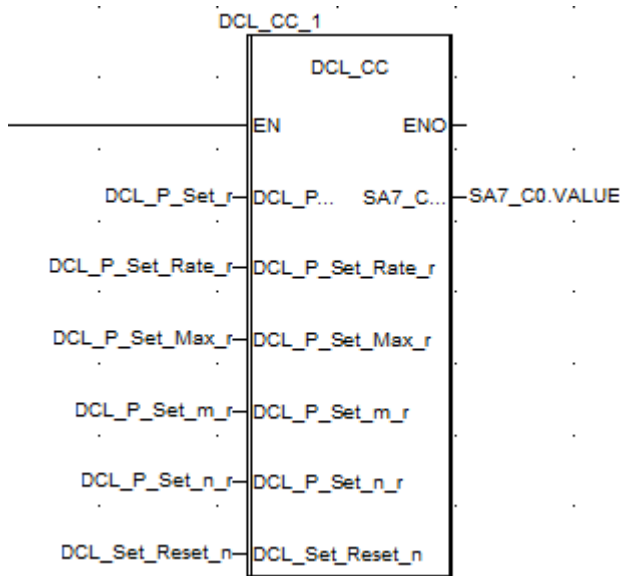 DCL_CC_1
DCL_CC
EN ENO
DCL_P_Set_r DCL_P... SA7_C... SA7_C0.VALUE
DCL_P_Set_Rate_r DCL_P_Set_Rate_r
DCL_P_Set_Max_r DCL_P_Set_Max_r
DCL_P_Set_m_r DCL_P_Set_m_r
DCL_P_Set_n_r DCL_P_Set_n_r
DCL_Set_Reset_n DCL_Set_Reset_n